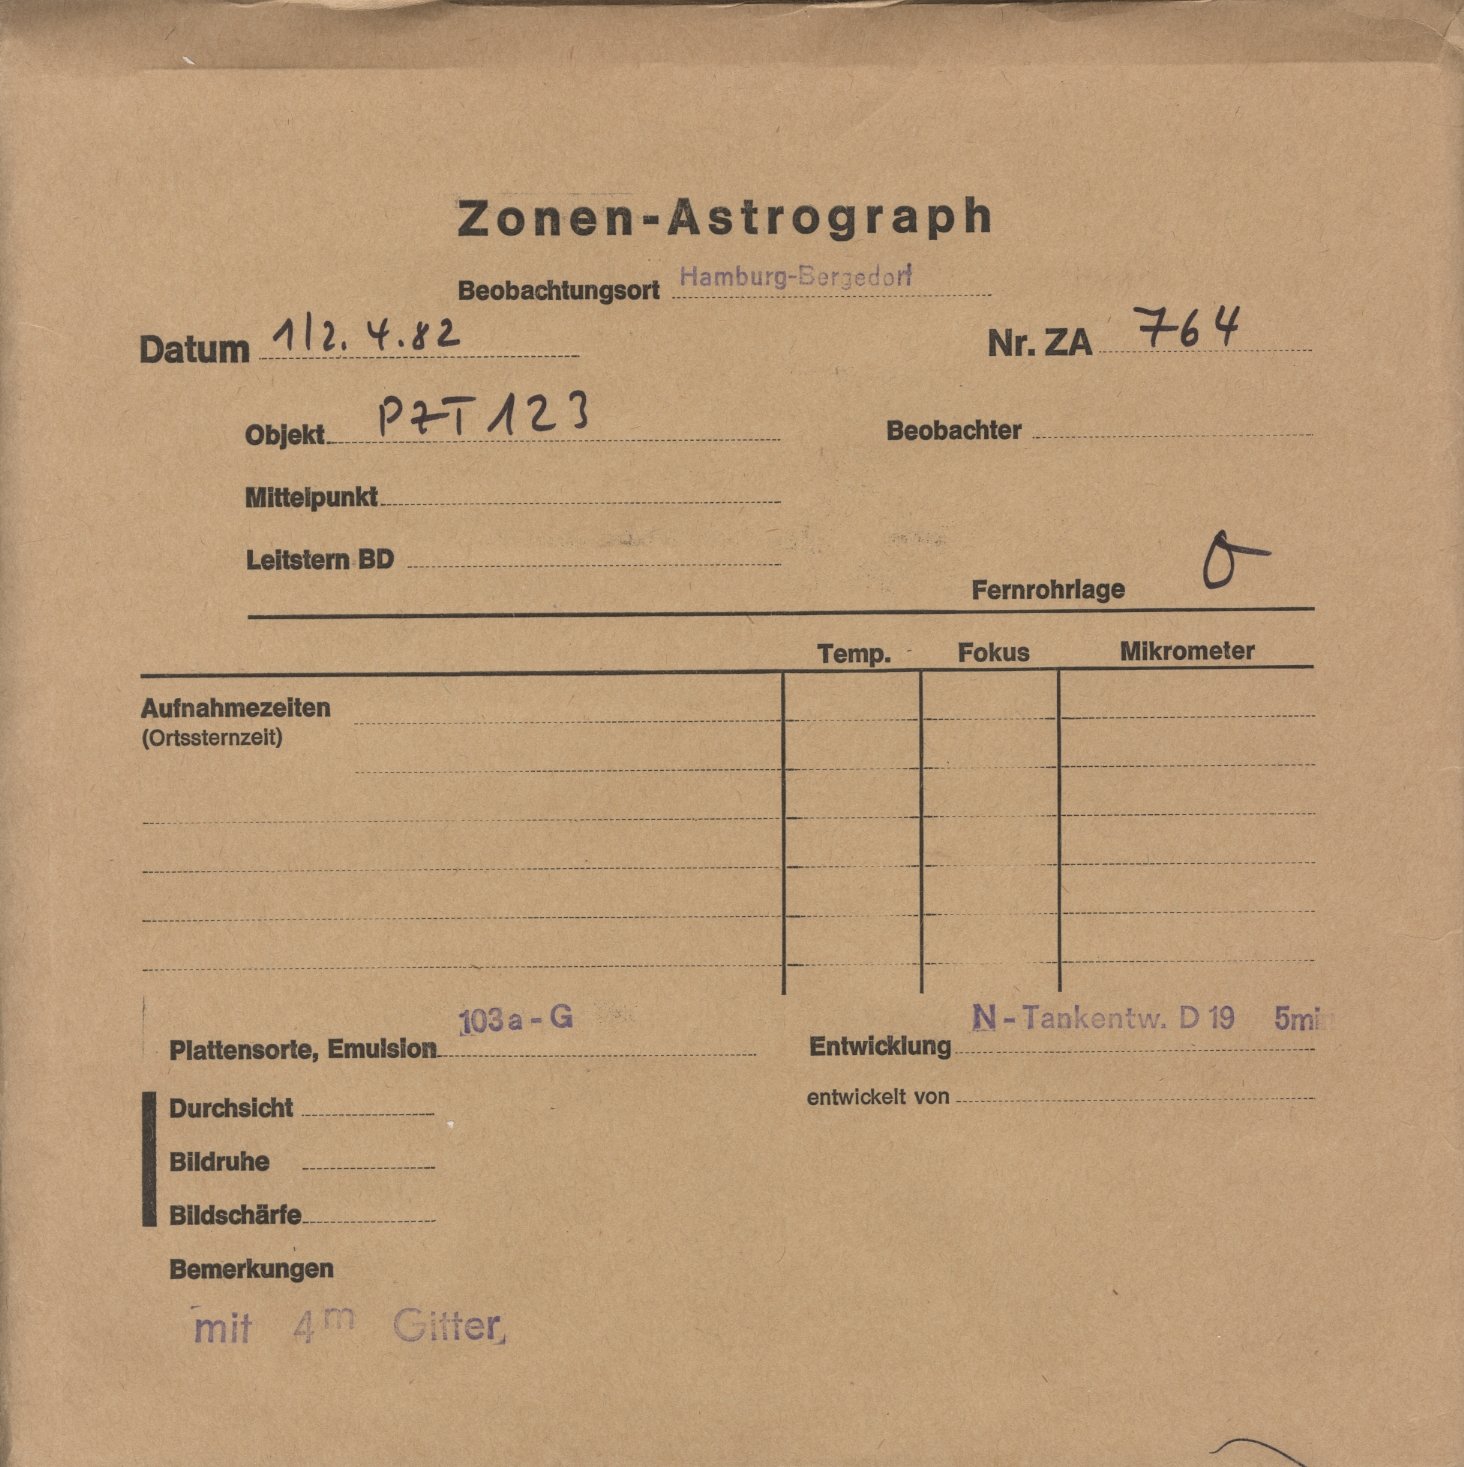 Zonen-Astrograph
Beobachtungsort Hamburg-Bergedorf
Datum 1/2. 4. 82 Nr. ZA 764
Objekt PZT 123 Beobachter
Mittelpunkt
Leitstern BD
Fernrohrlage O
Temp. Fokus Mikrometer
Aufnahmezeiten
(Ortssternzeit)
Plattensorte, Emulsion 103a-G Entwicklung N-Tankentw. D 19 5min
Durchsicht entwickelt von
Bildruhe
Bildschärfe
Bemerkungen
mit 4ᵐ Gitter